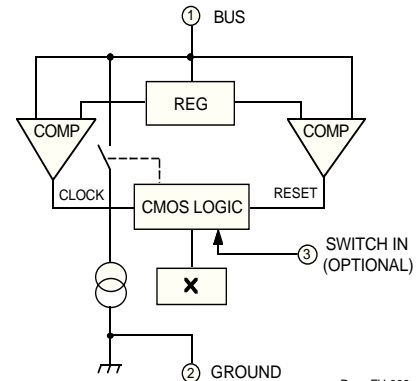 1 BUS
REG
COMP
COMP
CLOCK
RESET
CMOS LOGIC
3 SWITCH IN
(OPTIONAL)
X
2 GROUND